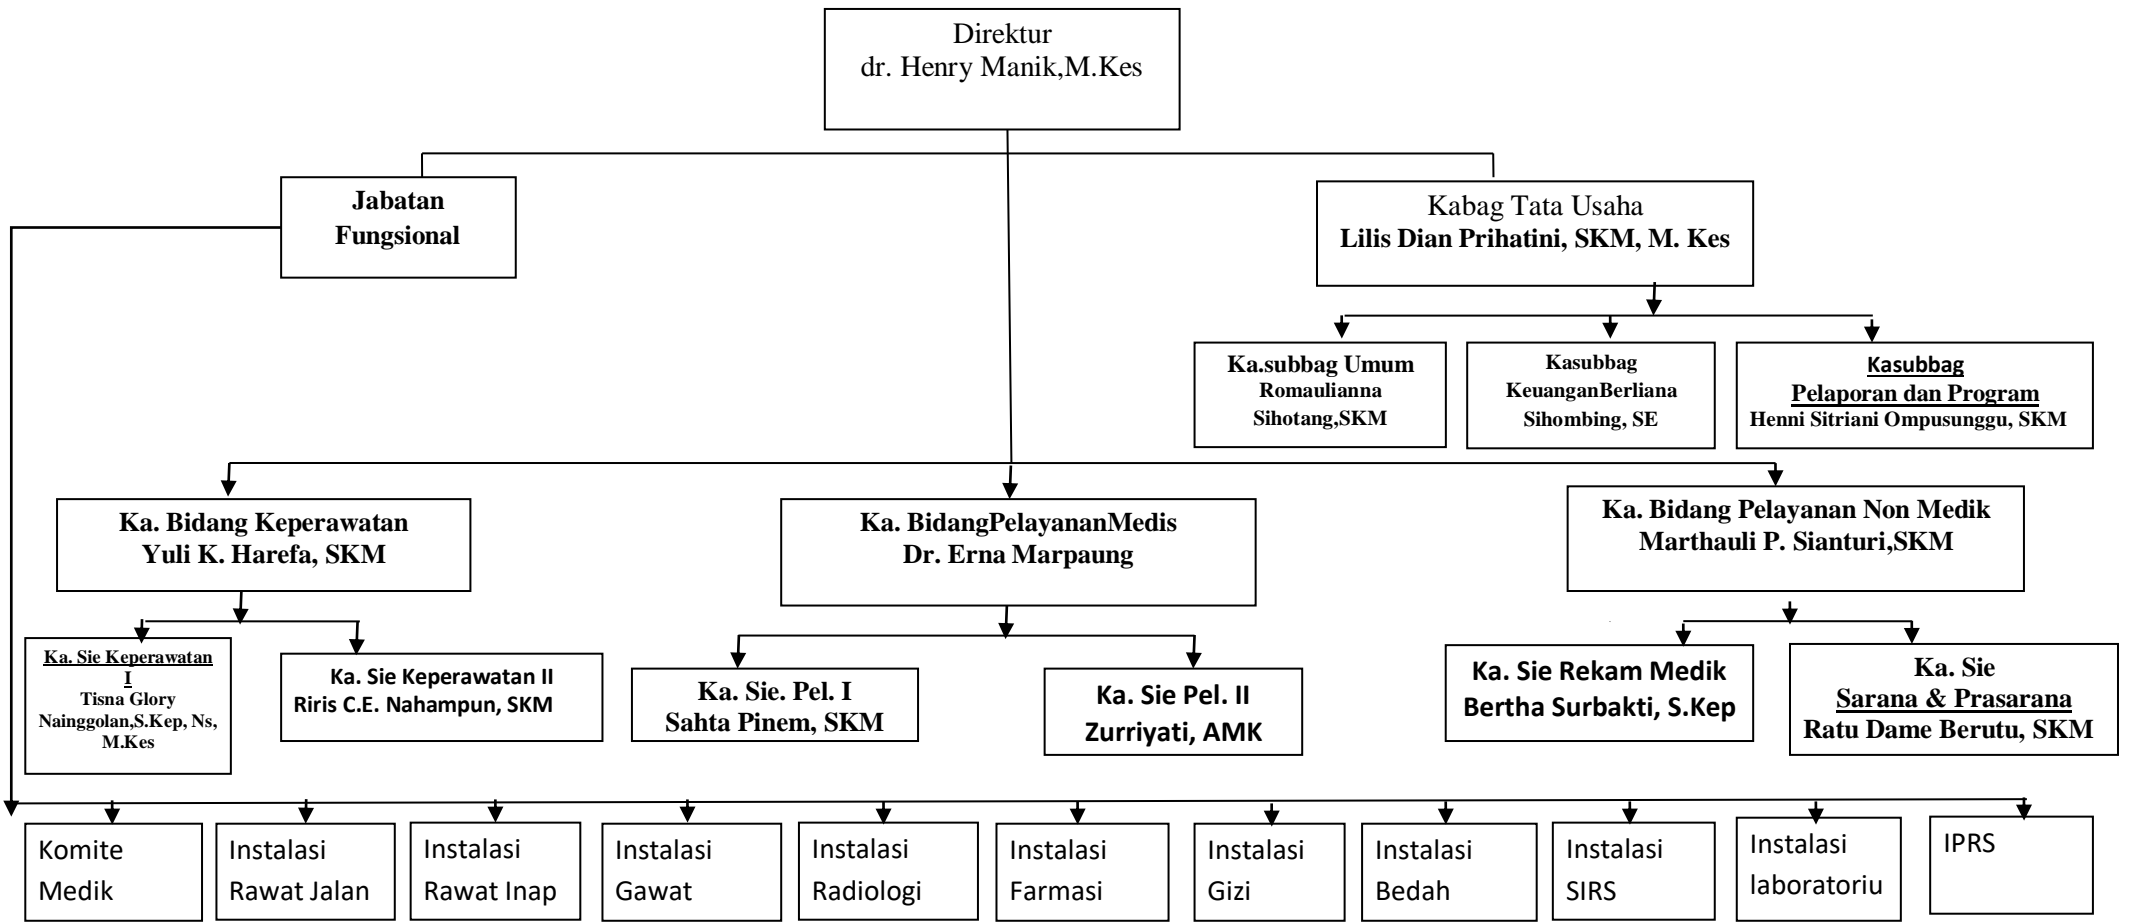 Direktur
dr. Henry Manik,M.Kes
Jabatan
Fungsional
Kabag Tata Usaha
Lilis Dian Prihatini, SKM, M. Kes
Ka.subbag Umum
Romaulianna
Sihotang,SKM
Kasubbag
KeuanganBerliana
Sihombing, SE
Kasubbag
Pelaporan dan Program
Henni Sitriani Ompusunggu, SKM
Ka. Bidang Keperawatan
Yuli K. Harefa, SKM
Ka. BidangPelayananMedis
Dr. Erna Marpaung
Ka. Bidang Pelayanan Non Medik
Marthauli P. Sianturi,SKM
Ka. Sie Keperawatan
I
Tisna Glory
Nainggolan,S.Kep, Ns,
M.Kes
Ka. Sie Keperawatan II
Riris C.E. Nahampun, SKM
Ka. Sie. Pel. I
Sahta Pinem, SKM
Ka. Sie Pel. II
Zurriyati, AMK
Ka. Sie Rekam Medik
Bertha Surbakti, S.Kep
Ka. Sie
Sarana & Prasarana
Ratu Dame Berutu, SKM
Komite
Medik
Instalasi
Rawat Jalan
Instalasi
Rawat Inap
Instalasi
Gawat
Instalasi
Radiologi
Instalasi
Farmasi
Instalasi
Gizi
Instalasi
Bedah
Instalasi
SIRS
Instalasi
laboratoriu
IPRS